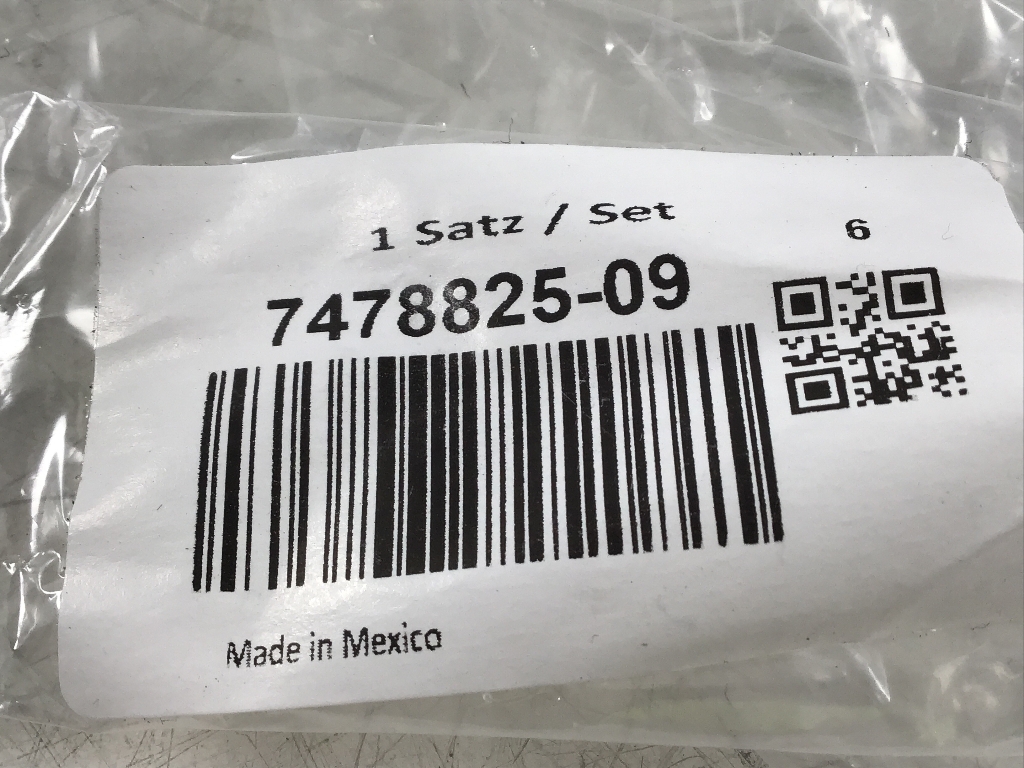 1 Satz / Set
6
7478825-09
Made in Mexico